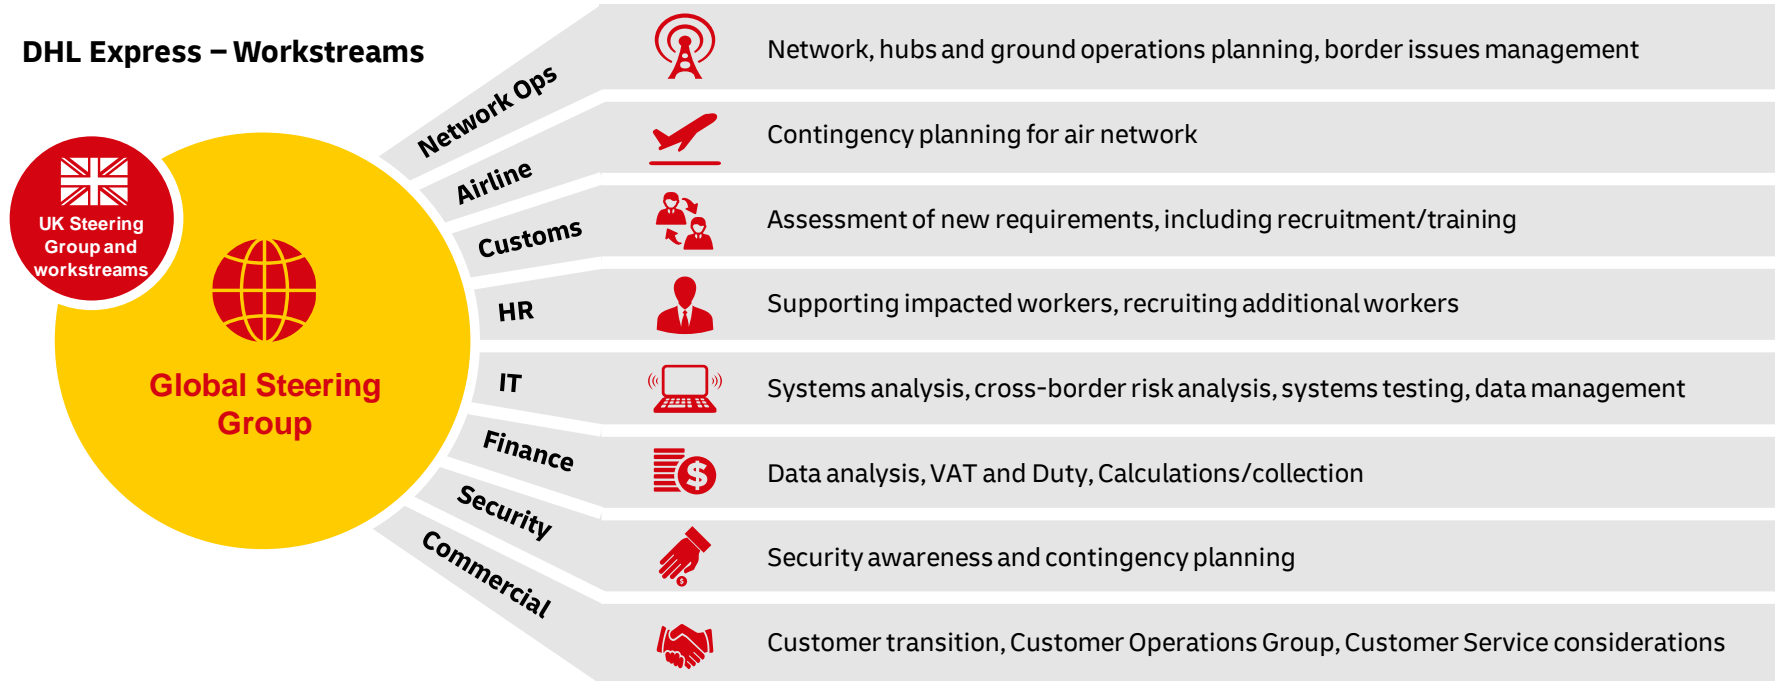 DHL Express – Workstreams
UK Steering
Group and
workstreams
Global Steering
Group
Network Ops
Network, hubs and ground operations planning, border issues management
Airline
Contingency planning for air network
Customs
Assessment of new requirements, including recruitment/training
HR
Supporting impacted workers, recruiting additional workers
IT
Systems analysis, cross-border risk analysis, systems testing, data management
Finance
$
Data analysis, VAT and Duty, Calculations/collection
Security
$
Security awareness and contingency planning
Commercial
Customer transition, Customer Operations Group, Customer Service considerations